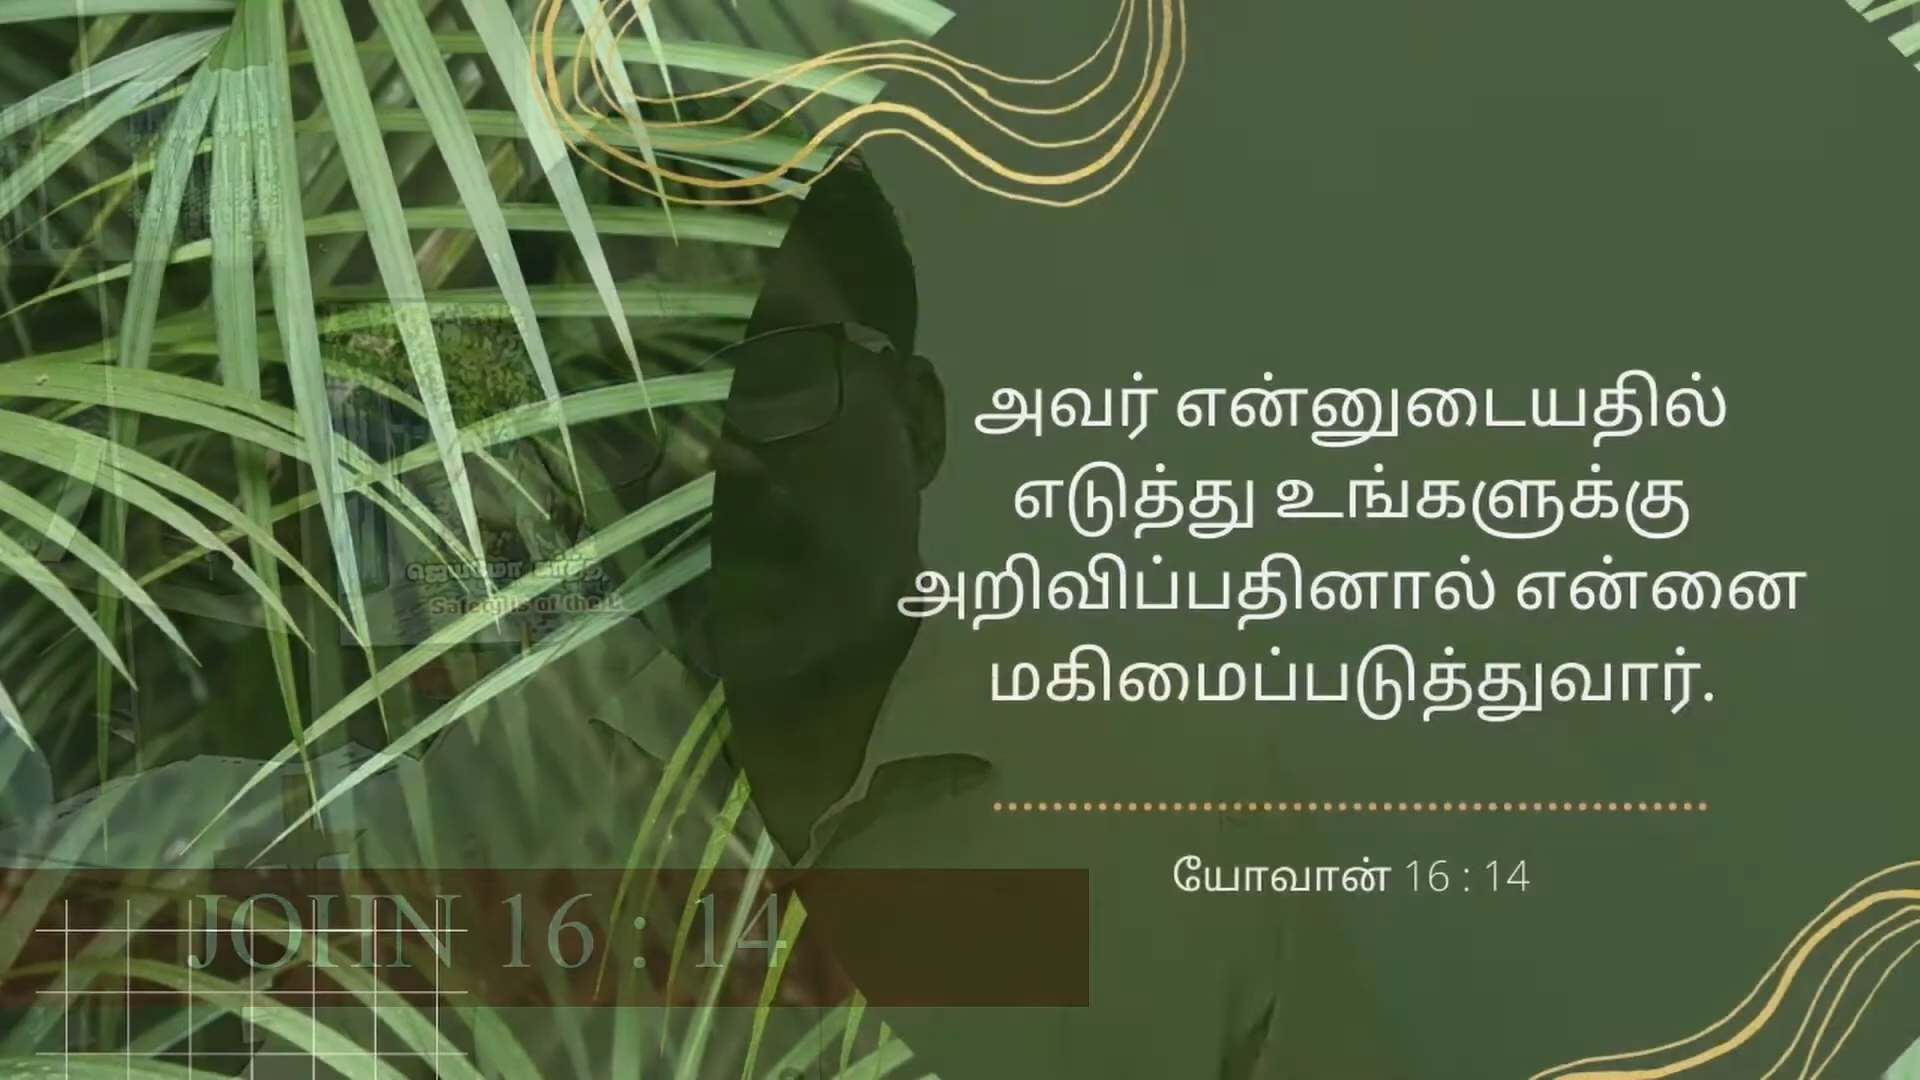 அவர் என்னுடையதில்
எடுத்து உங்களுக்கு
அறிவிப்பதினால் என்னை
மகிமைப்படுத்துவார்.
யோவான் 16 : 14
JOHN 16 : 14